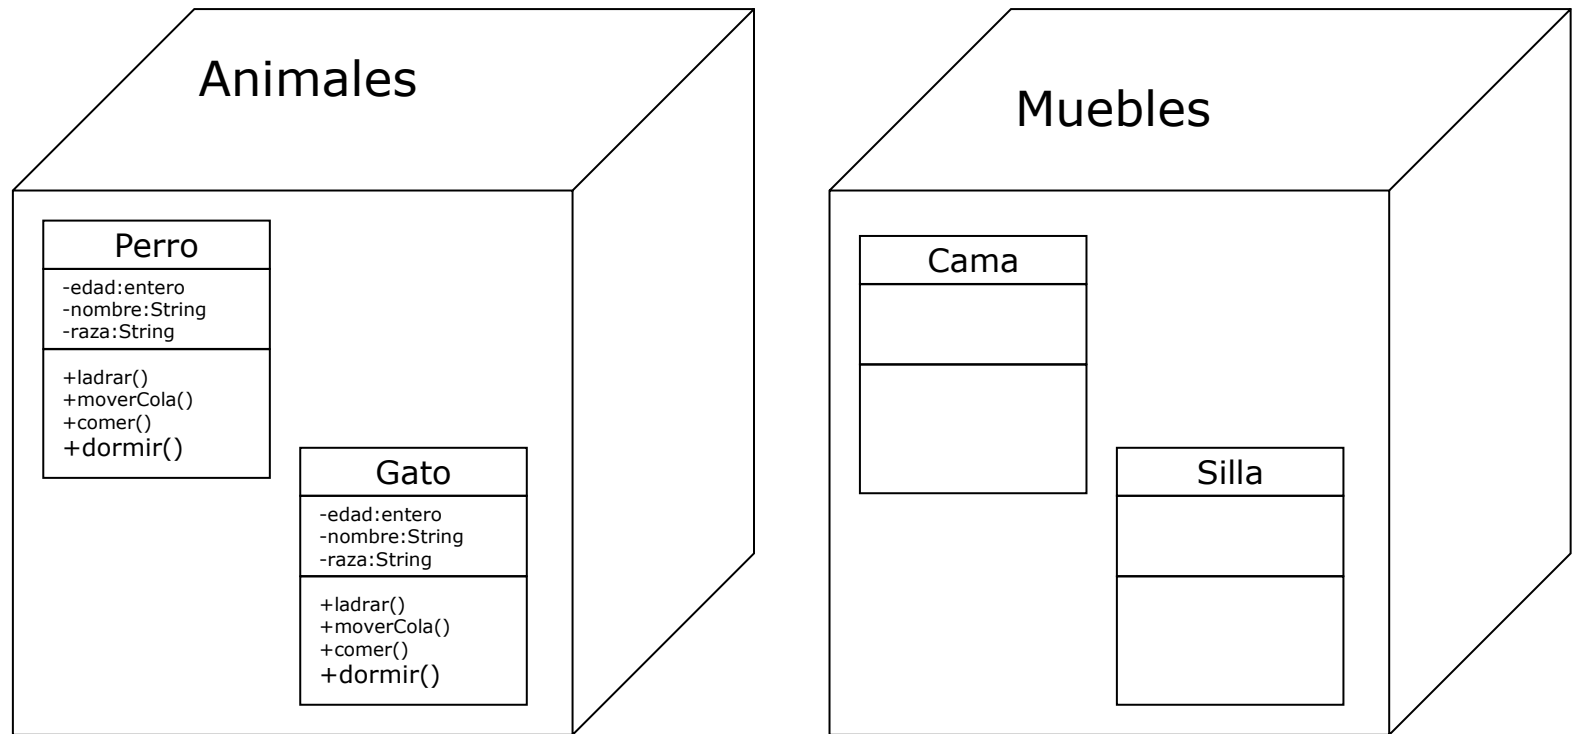 Animales
Perro
-edad:entero
-nombre:String
-raza:String
+ladrar()
+moverCola()
+comer()
+dormir()
Gato
-edad:entero
-nombre:String
-raza:String
+ladrar()
+moverCola()
+comer()
+dormir()
Muebles
Cama
Silla